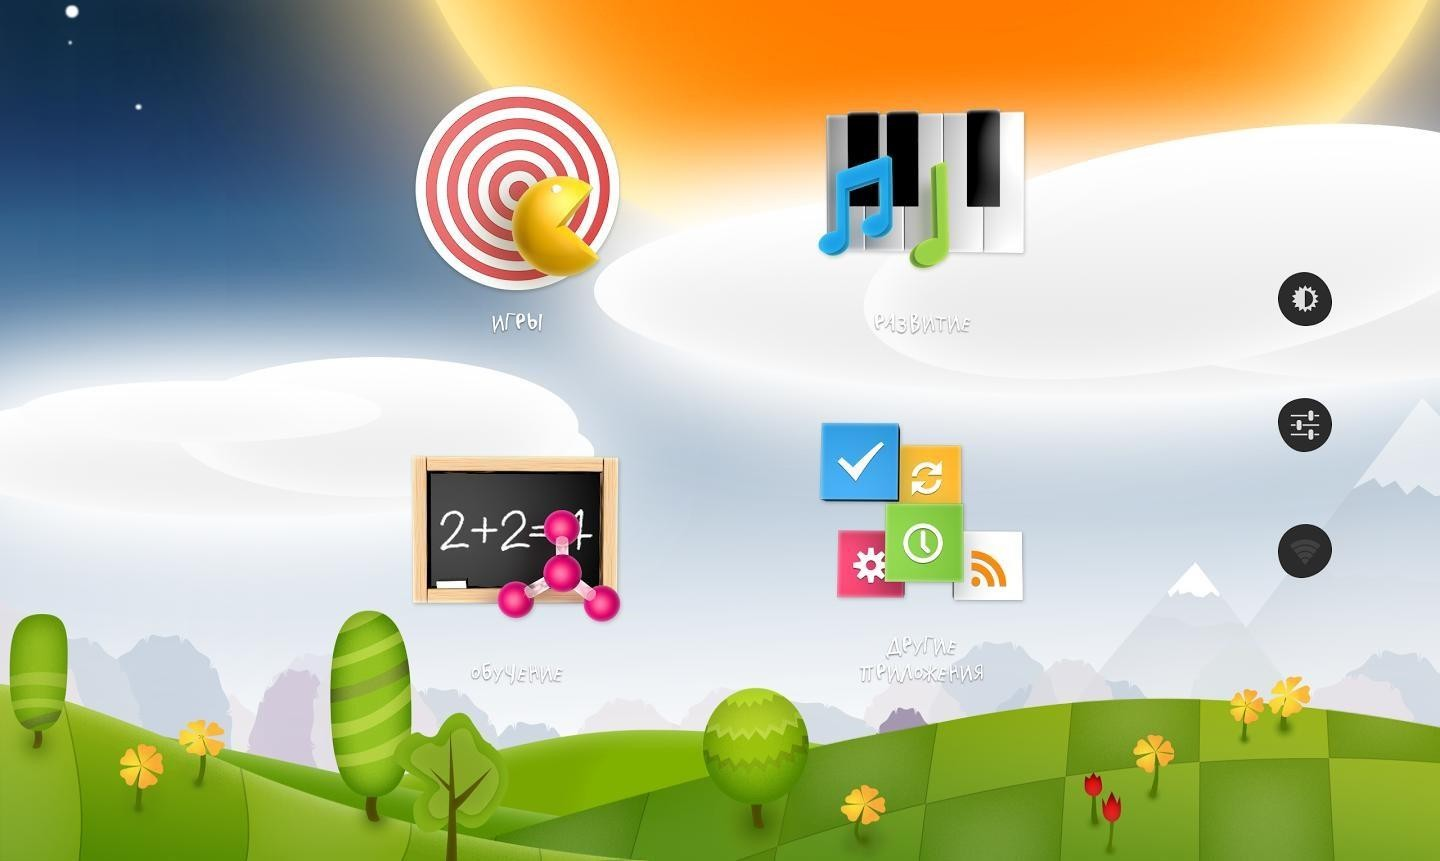 ИГРЫ
РАЗВИТИЕ
2+2=4
ОБУЧЕНИЕ
ДРУГИЕ
ПРИЛОЖЕНИЯ